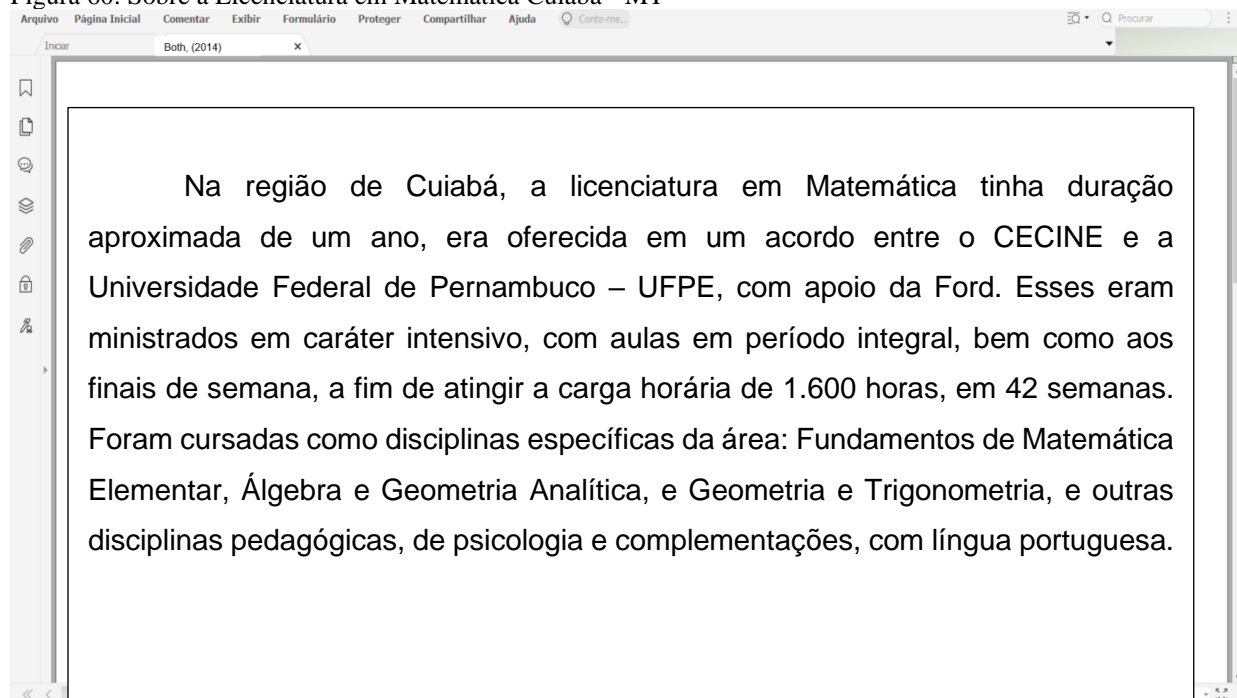 Figura 60: Sobre a Licenciatura em Matemática Cuiabá - MT
Arquivo Página Inicial Comentar Exibir Formulário Proteger Compartilhar Ajuda Conte-me... Procurar
Iniciar Both, (2014) ×
Na região de Cuiabá, a licenciatura em Matemática tinha duração
aproximada de um ano, era oferecida em um acordo entre o CECINE e a
Universidade Federal de Pernambuco – UFPE, com apoio da Ford. Esses eram
ministrados em caráter intensivo, com aulas em período integral, bem como aos
finais de semana, a fim de atingir a carga horária de 1.600 horas, em 42 semanas.
Foram cursadas como disciplinas específicas da área: Fundamentos de Matemática
Elementar, Álgebra e Geometria Analítica, e Geometria e Trigonometria, e outras
disciplinas pedagógicas, de psicologia e complementações, com língua portuguesa.